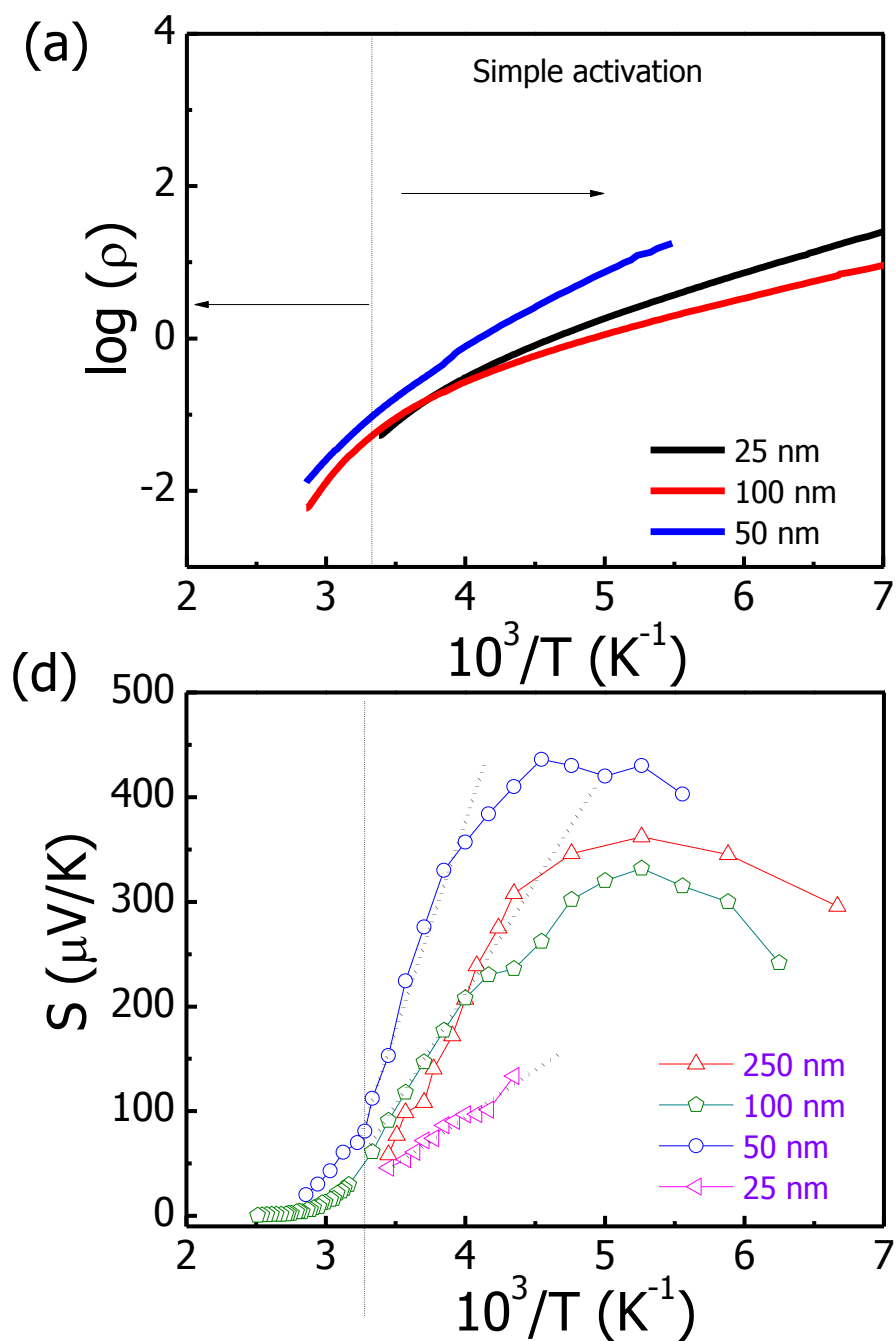 (a)
4
2
0
-2
log (ρ)
Simple activation
25 nm
100 nm
50 nm
2 3 4 5 6 7
10³/T (K⁻¹)
(d)
500
400
300
200
100
0
S (μV/K)
250 nm
100 nm
50 nm
25 nm
2 3 4 5 6 7
10³/T (K⁻¹)